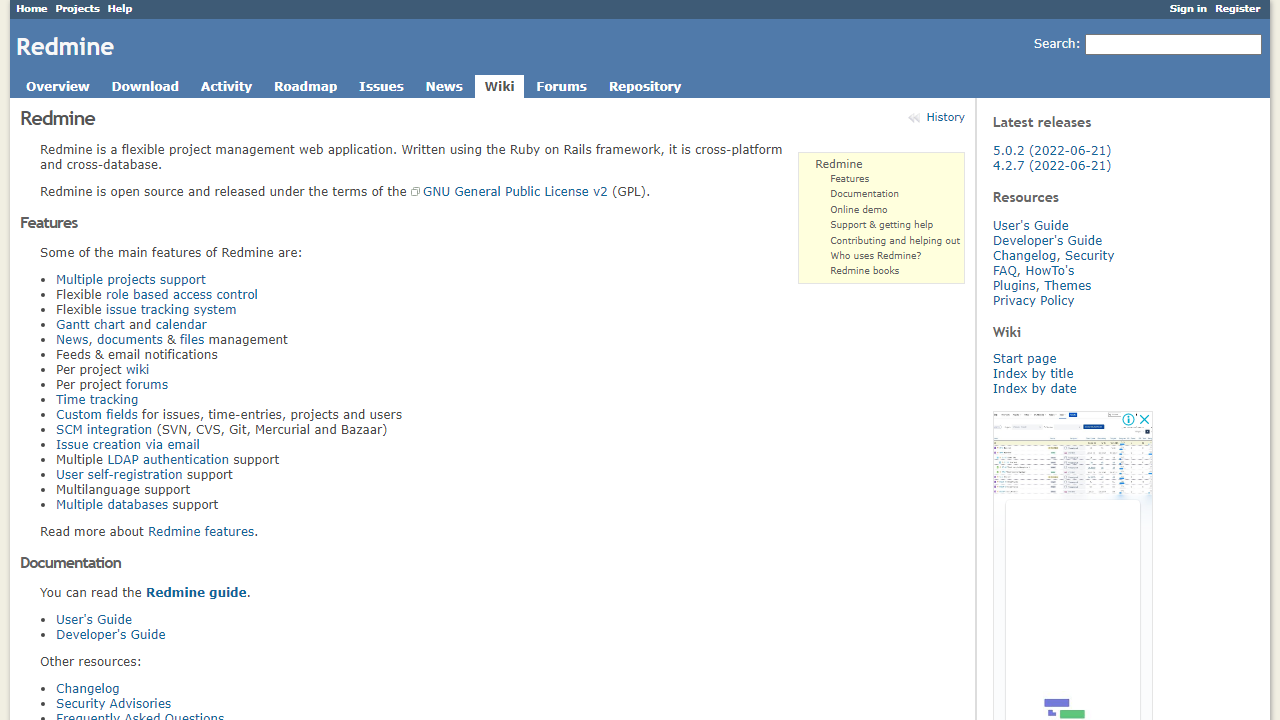 Home Projects Help Sign in Register
Redmine
Search:
Overview Download Activity Roadmap Issues News Wiki Forums Repository
Redmine
History
Redmine is a flexible project management web application. Written using the Ruby on Rails framework, it is cross-platform
and cross-database.
Redmine is open source and released under the terms of the GNU General Public License v2 (GPL).
Redmine
Features
Documentation
Online demo
Support & getting help
Contributing and helping out
Who uses Redmine?
Redmine books
Features
Some of the main features of Redmine are:
• Multiple projects support
• Flexible role based access control
• Flexible issue tracking system
• Gantt chart and calendar
• News, documents & files management
• Feeds & email notifications
• Per project wiki
• Per project forums
• Time tracking
• Custom fields for issues, time-entries, projects and users
• SCM integration (SVN, CVS, Git, Mercurial and Bazaar)
• Issue creation via email
• Multiple LDAP authentication support
• User self-registration support
• Multilanguage support
• Multiple databases support
Read more about Redmine features.
Documentation
You can read the Redmine guide.
• User's Guide
• Developer's Guide
Other resources:
• Changelog
• Security Advisories
• Frequently Asked Questions
Latest releases
5.0.2 (2022-06-21)
4.2.7 (2022-06-21)
Resources
User's Guide
Developer's Guide
Changelog, Security
FAQ, HowTo's
Plugins, Themes
Privacy Policy
Wiki
Start page
Index by title
Index by date